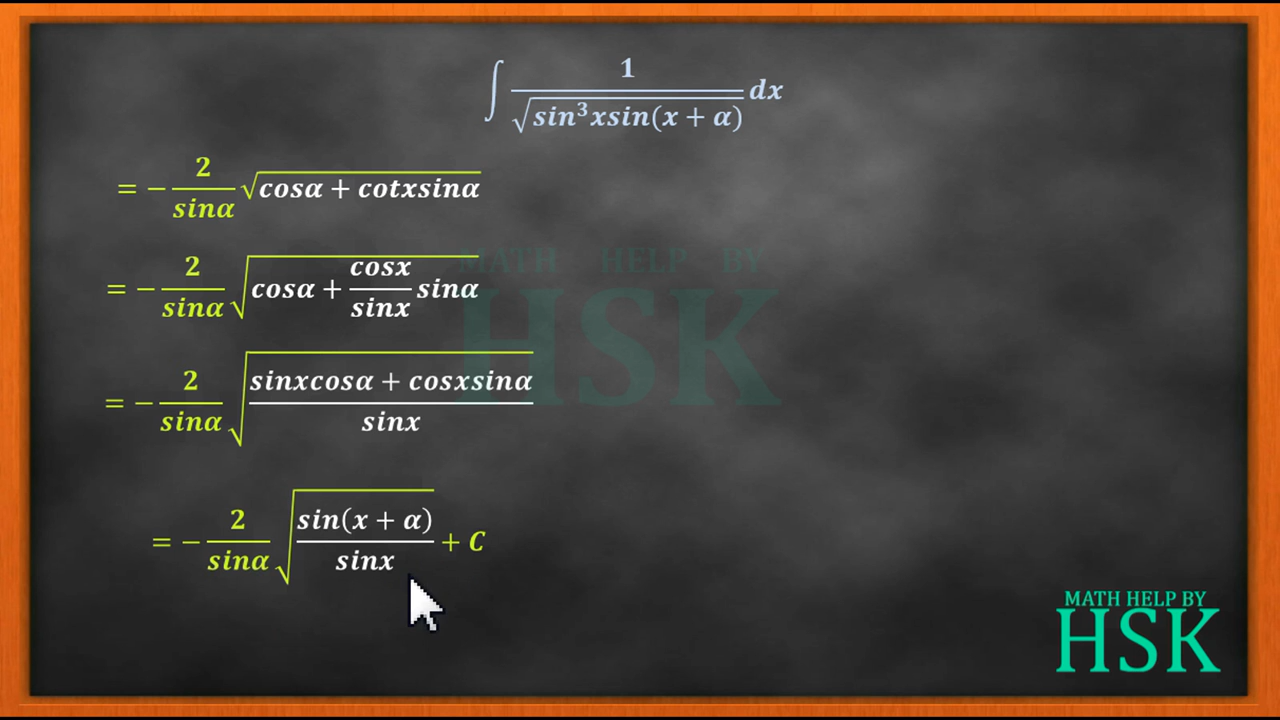 ∫ 1/√(sin³xsin(x + α)) dx
= − 2/sinα √(cosα + cotxsinα)
= − 2/sinα √(cosα + cosx/sinx sinα)
= − 2/sinα √((sinxcosα + cosxsinα)/sinx)
= − 2/sinα √(sin(x + α)/sinx) + C
MATH HELP BY
HSK
MATH HELP BY
HSK